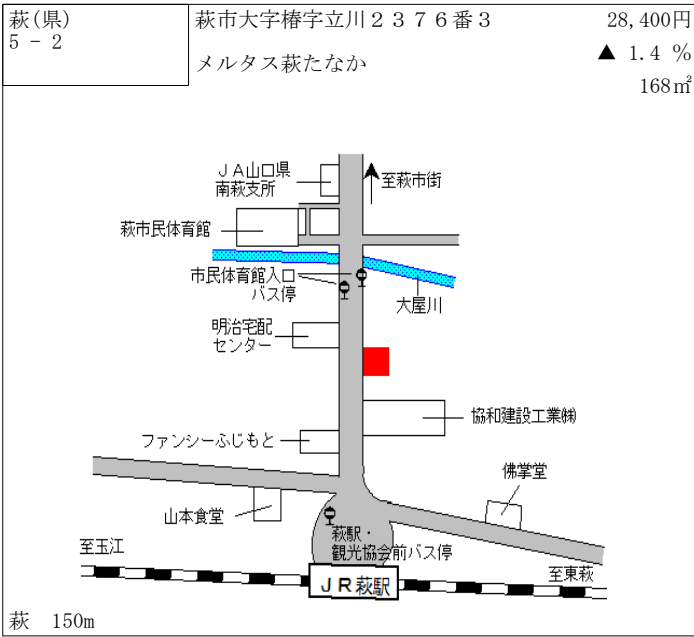 萩(県)
5 - 2
萩市大字椿字立川２３７６番３
メルタス萩たなか
28,400円
▲ 1.4 %
168㎡
ＪＡ山口県
南萩支所
至萩市街
萩市民体育館
市民体育館入口
バス停
大屋川
明治宅配
センター
協和建設工業㈱
ファンシーふじもと
佛掌堂
山本食堂
萩駅・
観光協会前バス停
至玉江
至東萩
ＪＲ萩駅
萩　150m